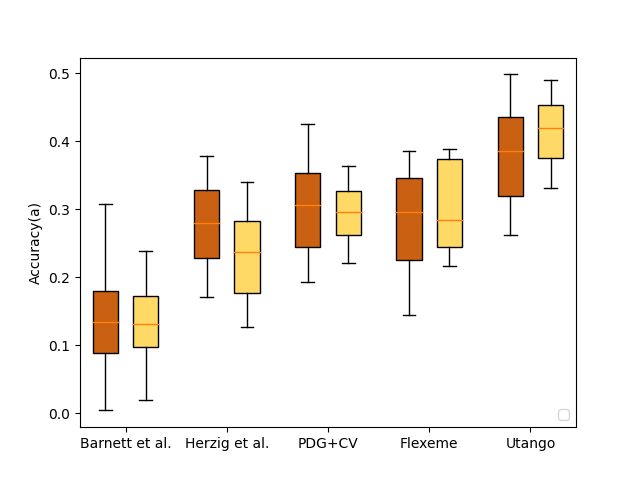 Accuracy(a)
0.5
0.4
0.3
0.2
0.1
0.0
Barnett et al.
Herzig et al.
PDG+CV
Flexeme
Utango